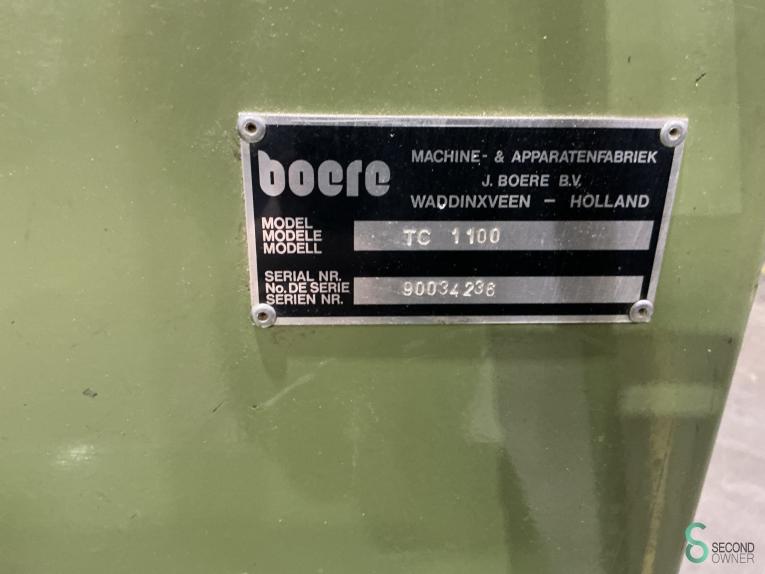 boere
MACHINE- & APPARATENFABRIEK
J. BOERE B.V.
WADDINXVEEN - HOLLAND
MODEL
MODELE
MODELL
TC 1100
SERIAL NR.
No. DE SERIE
SERIEN NR.
90034236
SECOND
OWNER